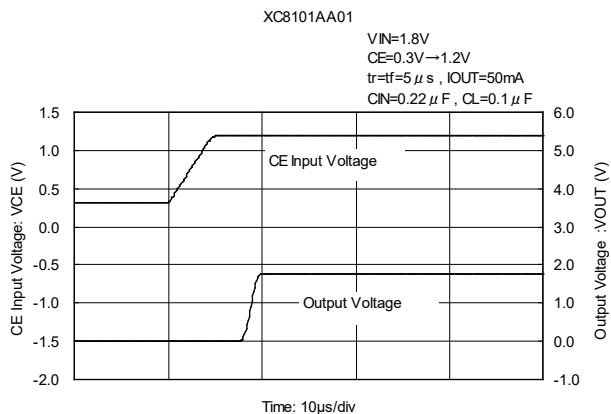 XC8101AA01
VIN=1.8V
CE=0.3V→1.2V
tr=tf=5μs , IOUT=50mA
CIN=0.22μF , CL=0.1μF
CE Input Voltage: VCE (V)
1.5
1.0
0.5
0.0
-0.5
-1.0
-1.5
-2.0
CE Input Voltage
Output Voltage
6.0
5.0
4.0
3.0
2.0
1.0
0.0
-1.0
Output Voltage :VOUT (V)
Time: 10μs/div